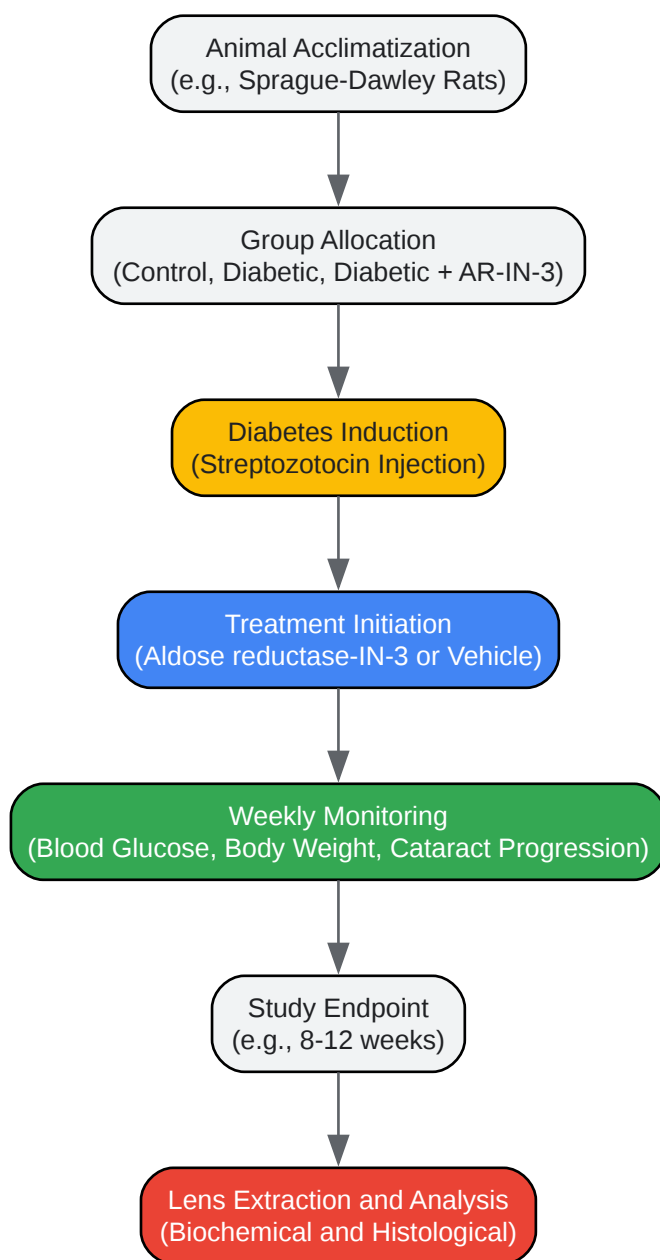 Animal Acclimatization
(e.g., Sprague-Dawley Rats)
Group Allocation
(Control, Diabetic, Diabetic + AR-IN-3)
Diabetes Induction
(Streptozotocin Injection)
Treatment Initiation
(Aldose reductase-IN-3 or Vehicle)
Weekly Monitoring
(Blood Glucose, Body Weight, Cataract Progression)
Study Endpoint
(e.g., 8-12 weeks)
Lens Extraction and Analysis
(Biochemical and Histological)